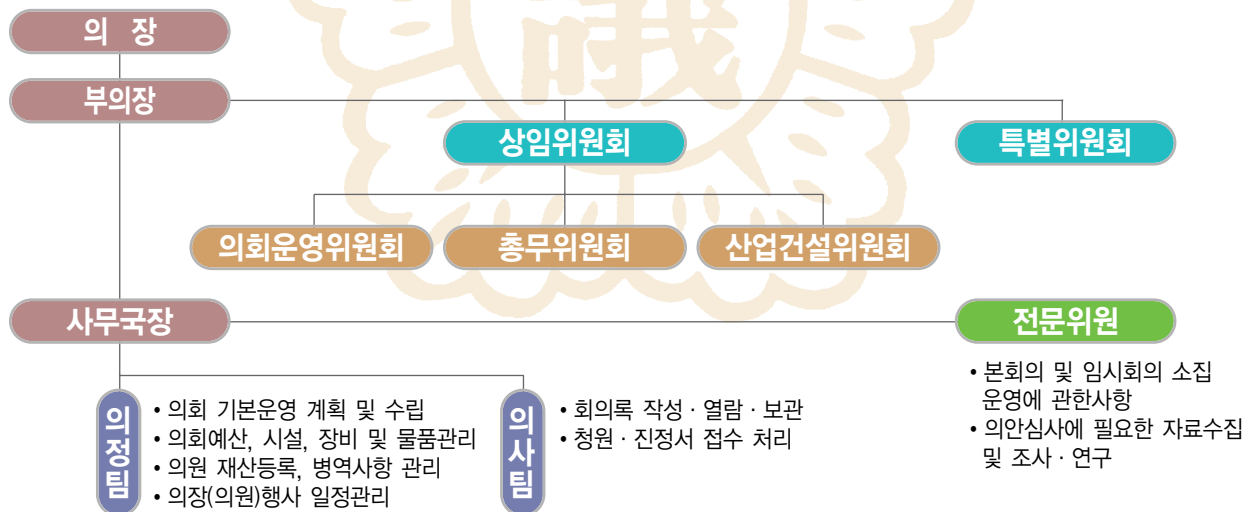 의 장
부의장
상임위원회
특별위원회
의회운영위원회
총무위원회
산업건설위원회
사무국장
전문위원
• 본회의 및 임시회의 소집
운영에 관한사항
• 의안심사에 필요한 자료수집
및 조사 · 연구
의정팀
• 의회 기본운영 계획 및 수립
• 의회예산, 시설, 장비 및 물품관리
• 의원 재산등록, 병역사항 관리
• 의장(의원)행사 일정관리
의사팀
• 회의록 작성 · 열람 · 보관
• 청원 · 진정서 접수 처리